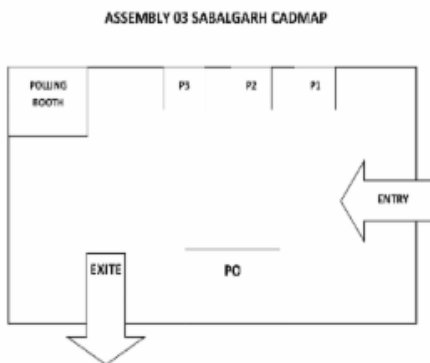 ASSEMBLY 03 SABALGARH CADMAP
POLLING
BOOTH
P3
P2
P1
ENTRY
EXITE
PO